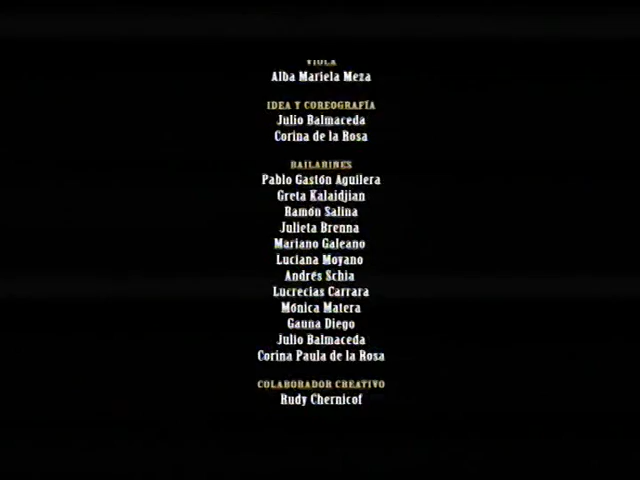 VIOLA
Alba Mariela Meza
IDEA Y COREOGRAFÍA
Julio Balmaceda
Corina de la Rosa
BAILARINES
Pablo Gastón Aguilera
Greta Kalaidjian
Ramón Salina
Julieta Brenna
Mariano Galeano
Luciana Moyano
Andrés Schia
Lucrecias Carrara
Mónica Matera
Gauna Diego
Julio Balmaceda
Corina Paula de la Rosa
COLABORADOR CREATIVO
Rudy Chernicof